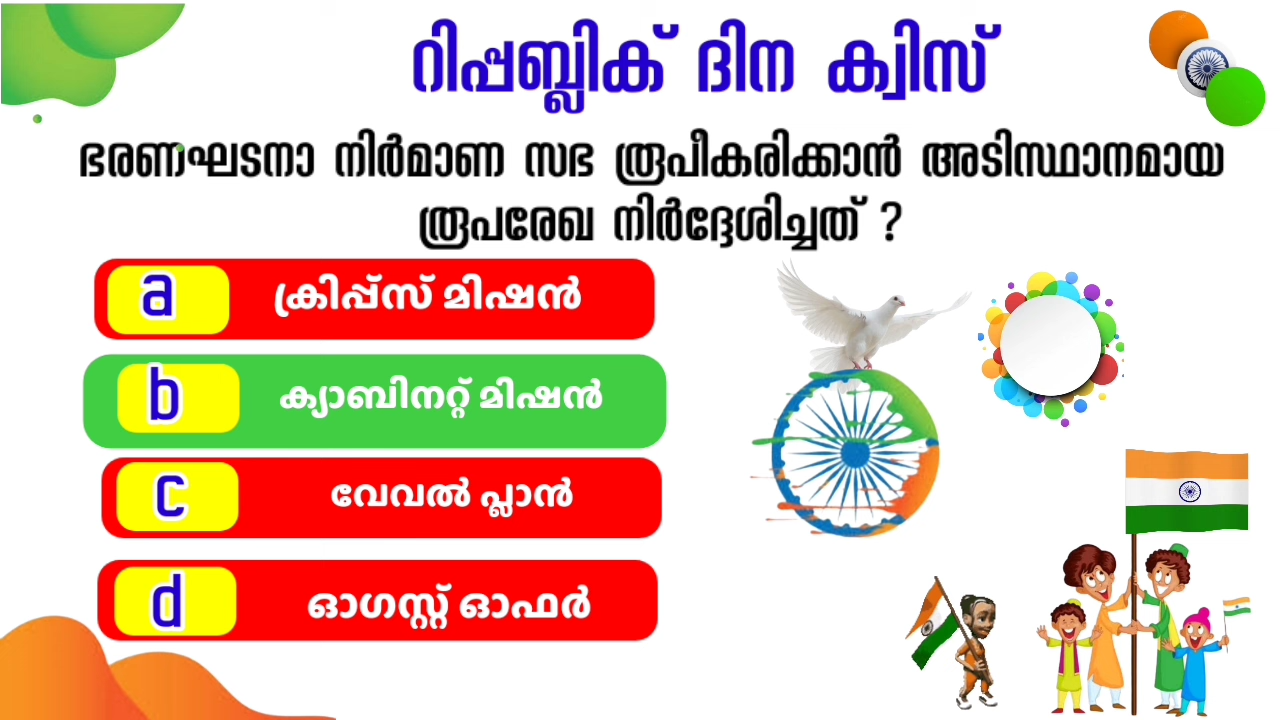 റിപ്പബ്ലിക് ദിന ക്വിസ്
ഭരണഘടനാ നിർമാണ സഭ രൂപീകരിക്കാൻ അടിസ്ഥാനമായ
രൂപരേഖ നിർദ്ദേശിച്ചത് ?
a ക്രിപ്പ്സ് മിഷൻ
b ക്യാബിനറ്റ് മിഷൻ
c വേവൽ പ്ലാൻ
d ഓഗസ്റ്റ് ഓഫർ